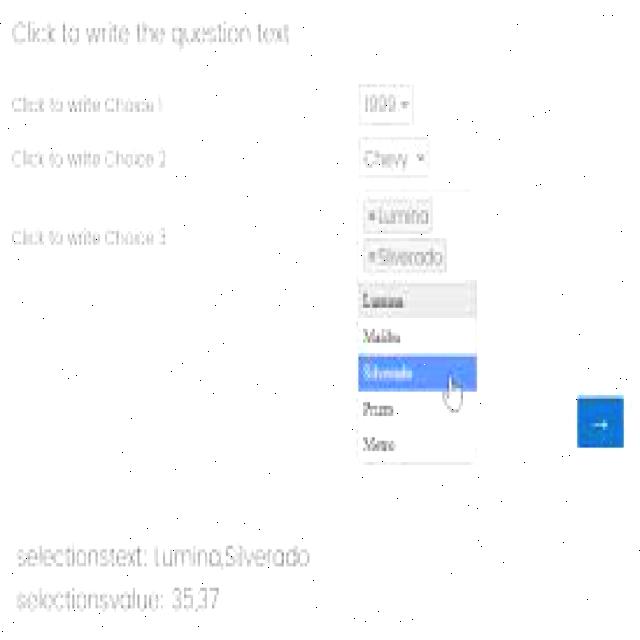 Click to write the question text
Click to write Choice 1
1999
Click to write Choice 2
Chevy
Click to write Choice 3
×Lumina
×Silverado
Lumina
Malibu
Silverado
Prizm
Metro
→
selectionstext: Lumina,Silverado
selectionsvalue: 35,37